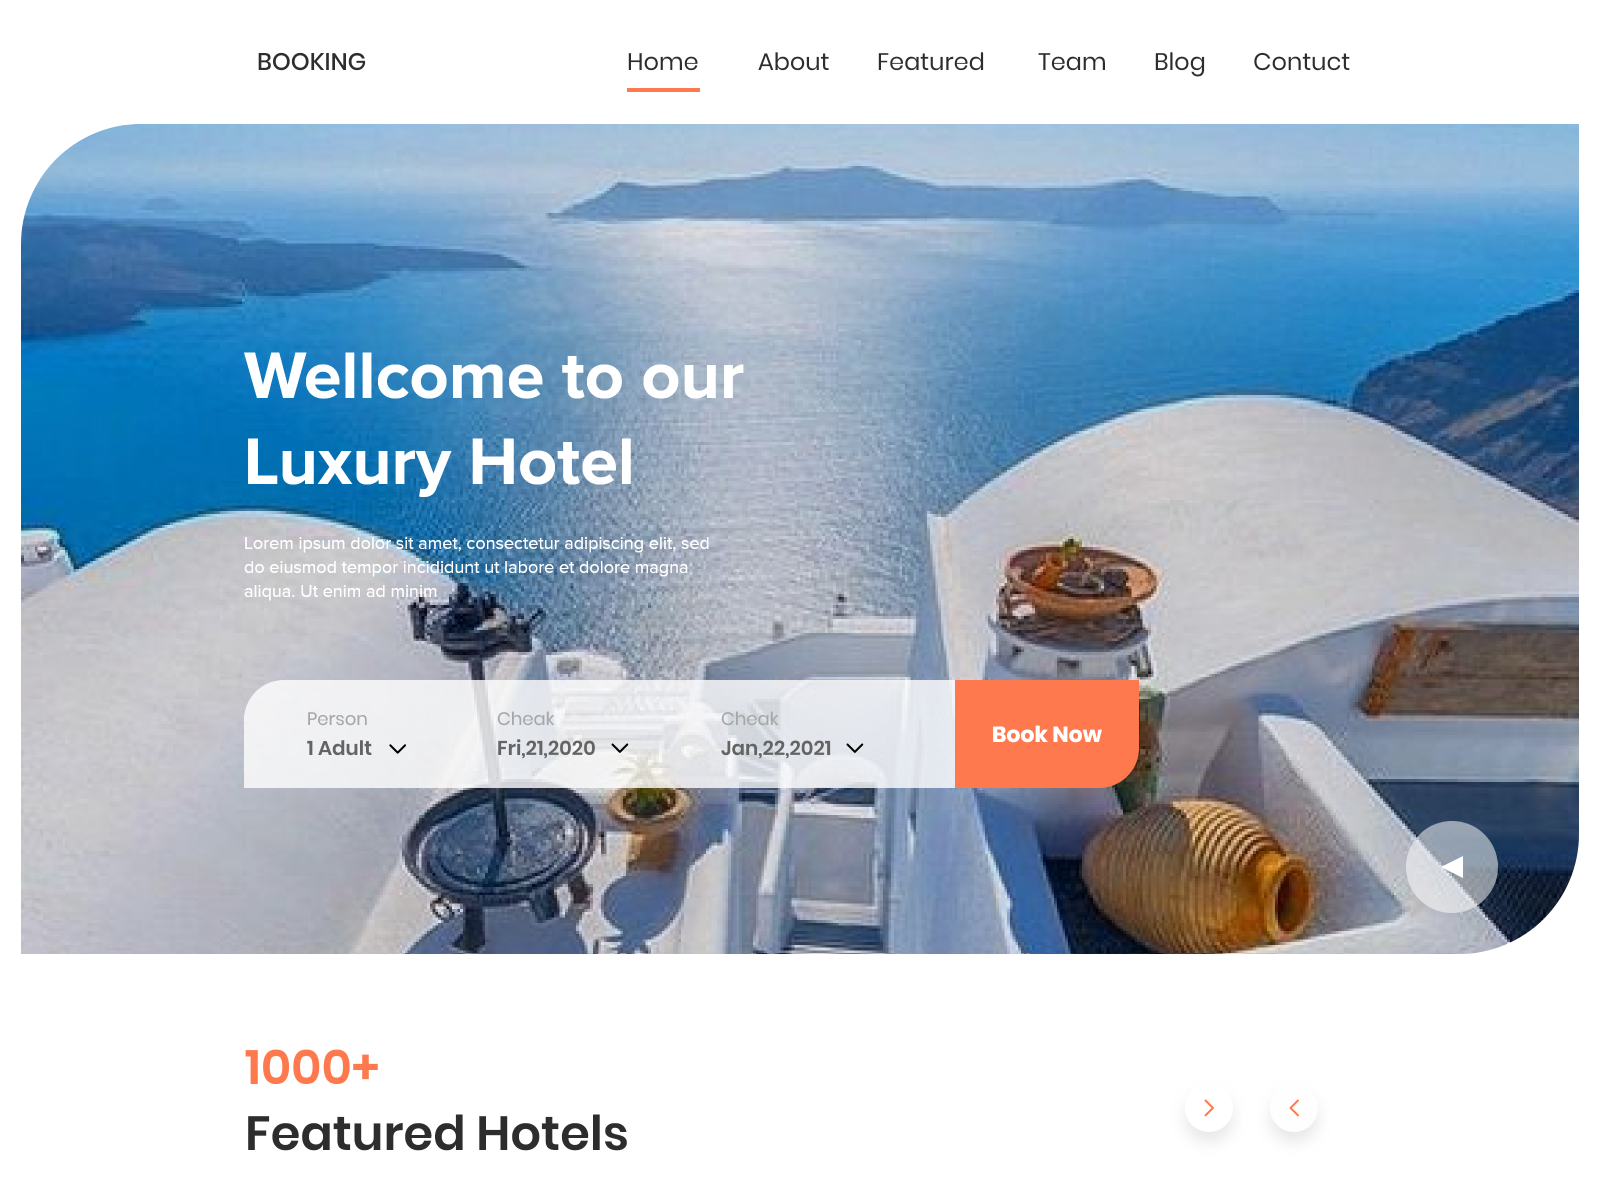 BOOKING Home About Featured Team Blog Contuct
Wellcome to our
Luxury Hotel
Lorem ipsum dolor sit amet, consectetur adipiscing elit, sed
do eiusmod tempor incididunt ut labore et dolore magna
aliqua. Ut enim ad minim
Person Cheak Cheak
1 Adult Fri,21,2020 Jan,22,2021
Book Now
1000+
Featured Hotels